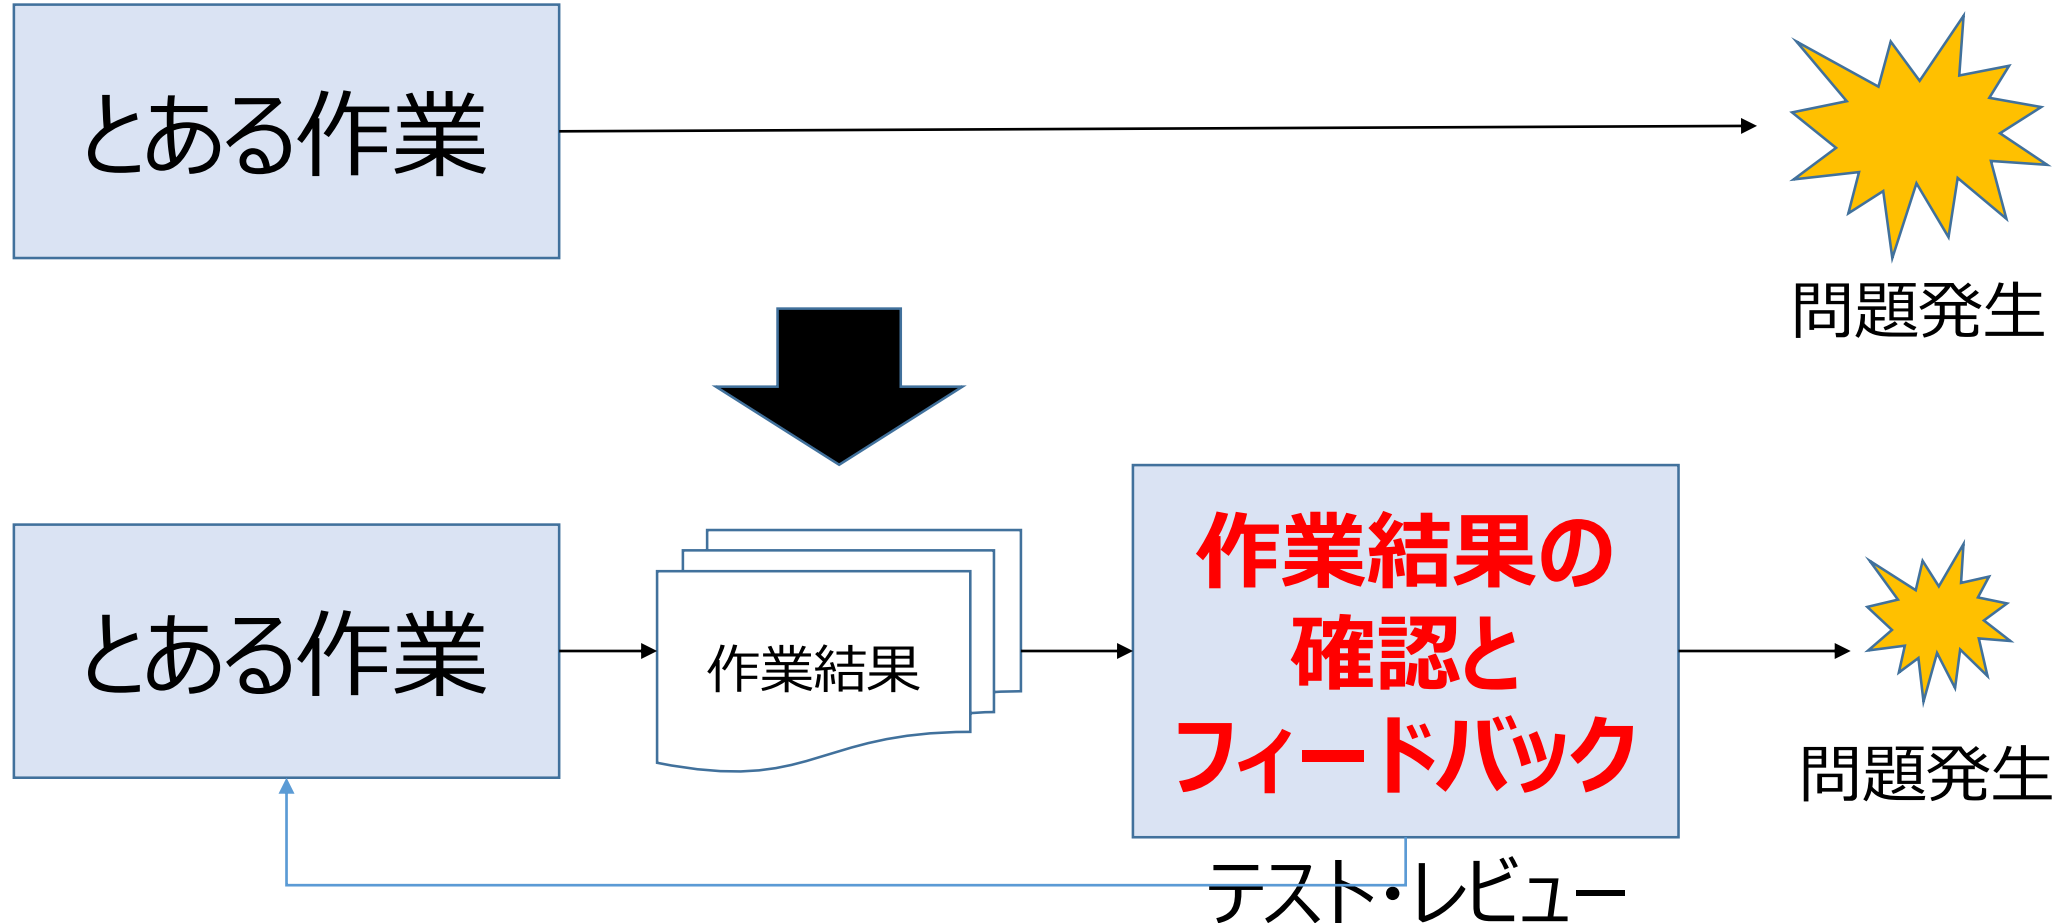 とある作業
問題発生
とある作業
作業結果
作業結果の
確認と
フィードバック
問題発生
テスト・レビュー